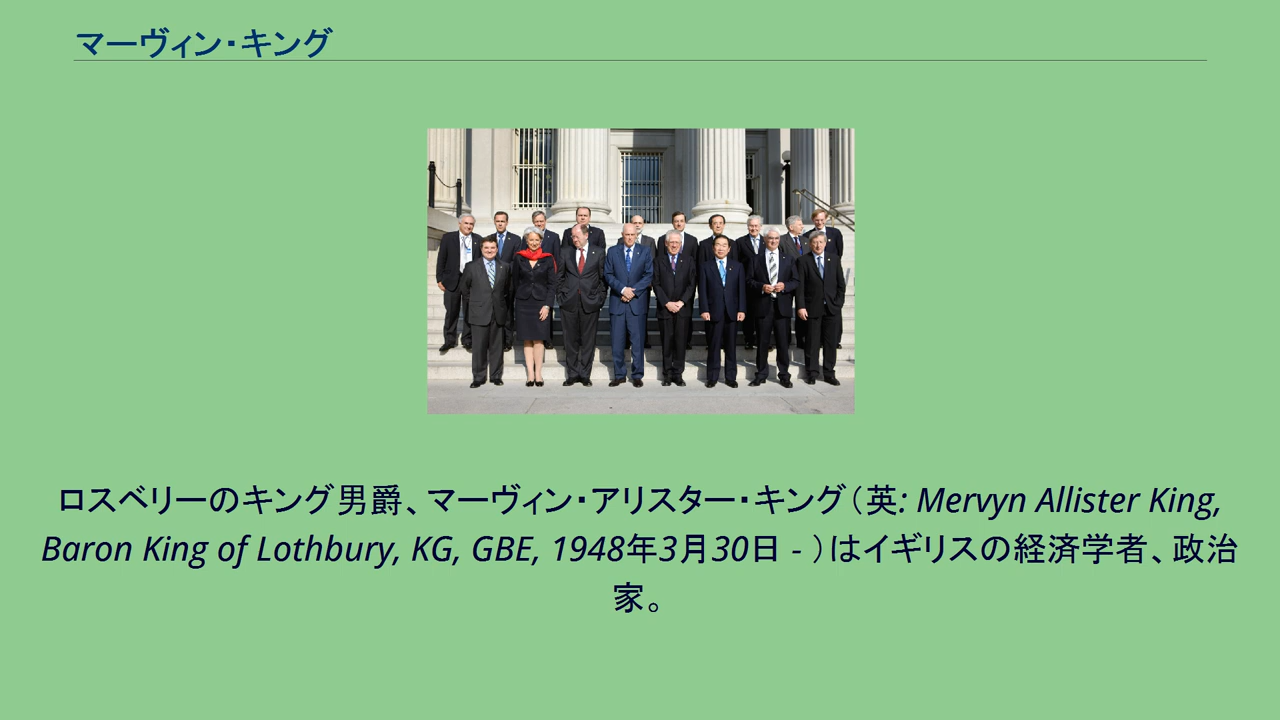 マーヴィン・キング
ロスベリーのキング男爵、マーヴィン・アリスター・キング（英: Mervyn Allister King,
Baron King of Lothbury, KG, GBE, 1948年3月30日 - ）はイギリスの経済学者、政治
家。